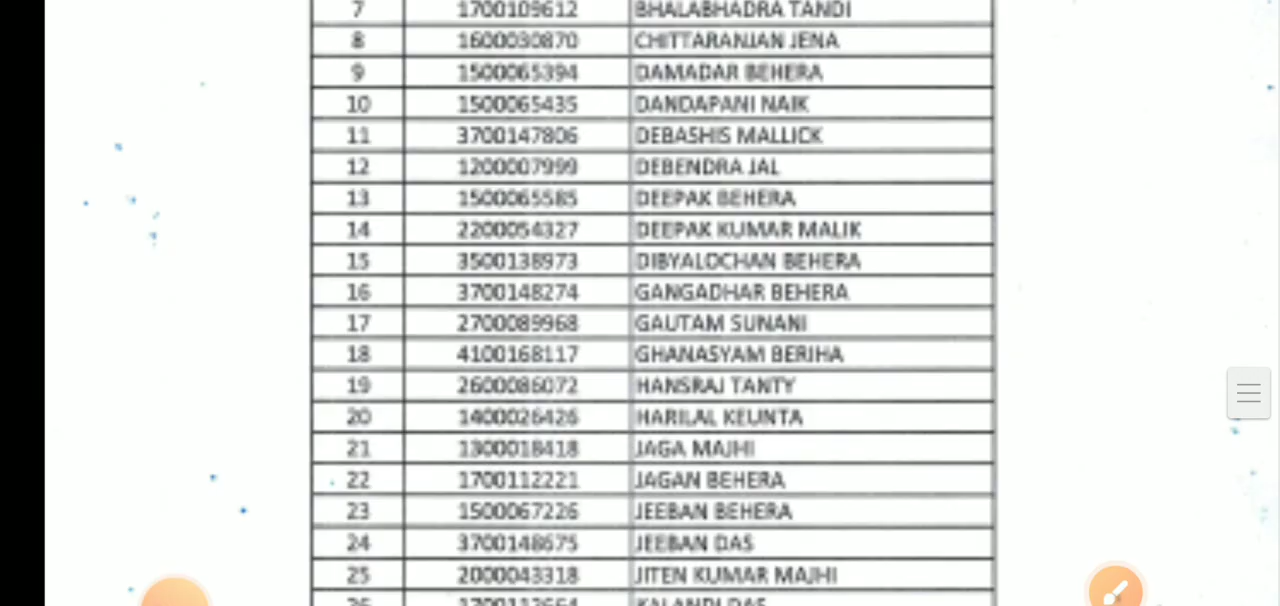 7 1700109612 BHALABHADRA TANDI
8 1600030870 CHITTARANJAN JENA
9 1500065394 DAMADAR BEHERA
10 1500065435 DANDAPANI NAIK
11 3700147806 DEBASHIS MALLICK
12 1200007999 DEBENDRA JAL
13 1500065585 DEEPAK BEHERA
14 2200054327 DEEPAK KUMAR MALIK
15 3500138973 DIBYALOCHAN BEHERA
16 3700148274 GANGADHAR BEHERA
17 2700089968 GAUTAM SUNANI
18 4100168117 GHANASYAM BERIHA
19 2600086072 HANSRAJ TANTY
20 1400026426 HARILAL KEUNTA
21 1300018418 JAGA MAJHI
22 1700112221 JAGAN BEHERA
23 1500067226 JEEBAN BEHERA
24 3700148675 JEEBAN DAS
25 2000043318 JITEN KUMAR MAJHI